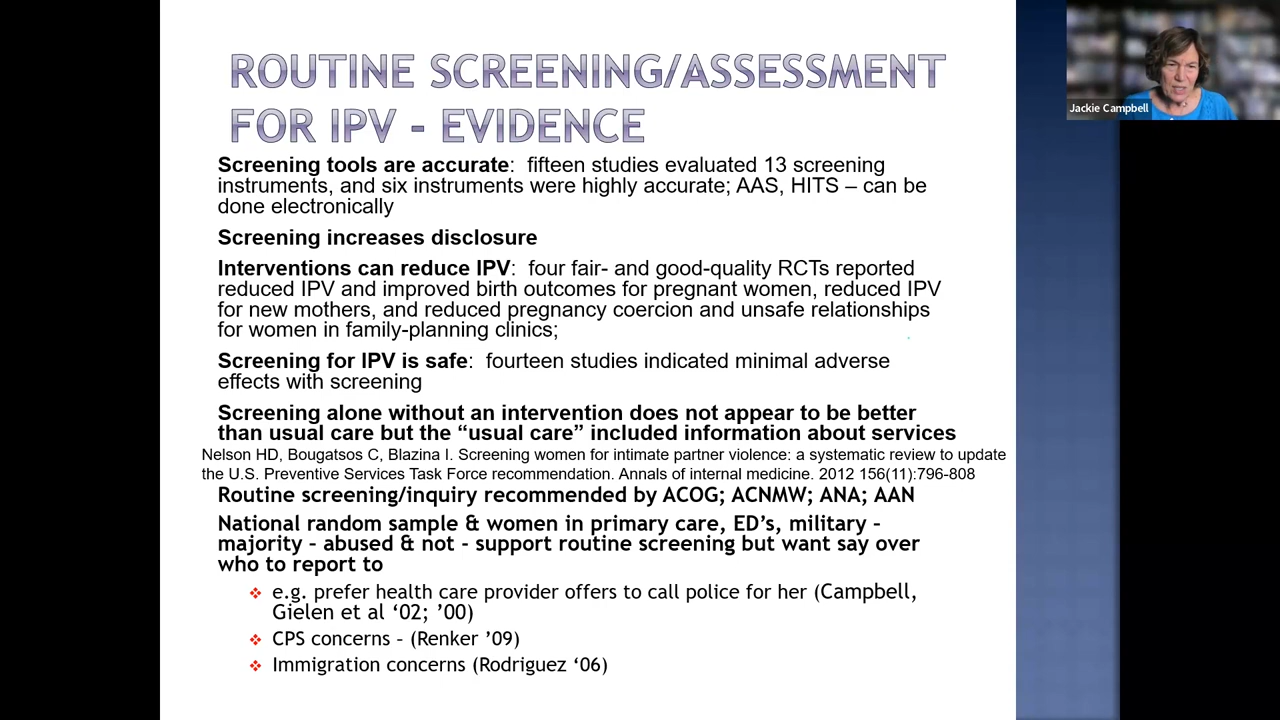 ROUTINE SCREENING/ASSESSMENT
FOR IPV - EVIDENCE
Jackie Campbell
Screening tools are accurate:  fifteen studies evaluated 13 screening
instruments, and six instruments were highly accurate; AAS, HITS – can be
done electronically
Screening increases disclosure
Interventions can reduce IPV:  four fair- and good-quality RCTs reported
reduced IPV and improved birth outcomes for pregnant women, reduced IPV
for new mothers, and reduced pregnancy coercion and unsafe relationships
for women in family-planning clinics;
Screening for IPV is safe:  fourteen studies indicated minimal adverse
effects with screening
Screening alone without an intervention does not appear to be better
than usual care but the “usual care” included information about services
Nelson HD, Bougatsos C, Blazina I. Screening women for intimate partner violence: a systematic review to update
the U.S. Preventive Services Task Force recommendation. Annals of internal medicine. 2012 156(11):796-808
Routine screening/inquiry recommended by ACOG; ACNMW; ANA; AAN
National random sample & women in primary care, ED’s, military –
majority – abused & not - support routine screening but want say over
who to report to
e.g. prefer health care provider offers to call police for her (Campbell,
Gielen et al ‘02; ’00)
CPS concerns – (Renker ’09)
Immigration concerns (Rodriguez ‘06)